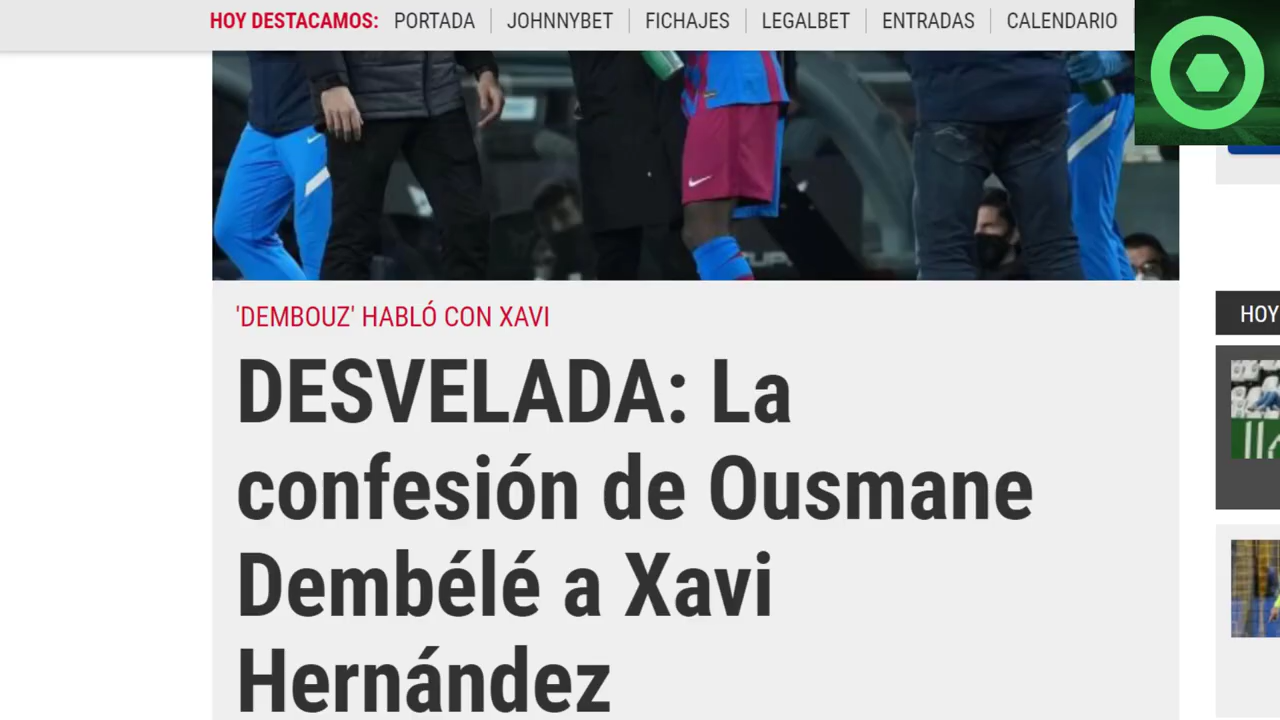 HOY DESTACAMOS: PORTADA JOHNNYBET FICHAJES LEGALBET ENTRADAS CALENDARIO
'DEMBOUZ' HABLÓ CON XAVI
HOY
DESVELADA: La
confesión de Ousmane
Dembélé a Xavi
Hernández